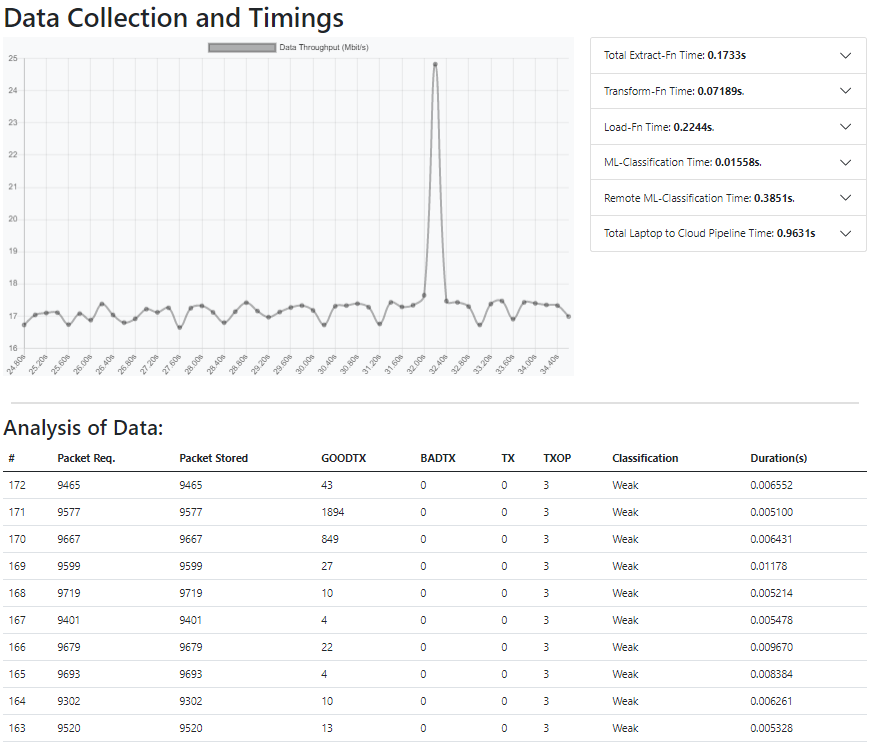 Data Collection and Timings
Data Throughput (Mbit/s)
25
24
23
22
21
20
19
18
17
16
24.80s 25.20s 25.60s 26.00s 26.40s 26.80s 27.20s 27.60s 28.00s 28.40s 28.80s 29.20s 29.60s 30.00s 30.40s 30.80s 31.20s 31.60s 32.00s 32.40s 32.80s 33.20s 33.60s 34.00s 34.40s
Total Extract-Fn Time: 0.1733s
Transform-Fn Time: 0.07189s.
Load-Fn Time: 0.2244s.
ML-Classification Time: 0.01558s.
Remote ML-Classification Time: 0.3851s.
Total Laptop to Cloud Pipeline Time: 0.9631s
Analysis of Data:
# Packet Req. Packet Stored GOODTX BADTX TX TXOP Classification Duration(s)
172 9465 9465 43 0 0 3 Weak 0.006552
171 9577 9577 1894 0 0 3 Weak 0.005100
170 9667 9667 849 0 0 3 Weak 0.006431
169 9599 9599 27 0 0 3 Weak 0.01178
168 9719 9719 10 0 0 3 Weak 0.005214
167 9401 9401 4 0 0 3 Weak 0.005478
166 9679 9679 22 0 0 3 Weak 0.009670
165 9693 9693 4 0 0 3 Weak 0.008384
164 9302 9302 10 0 0 3 Weak 0.006261
163 9520 9520 13 0 0 3 Weak 0.005328